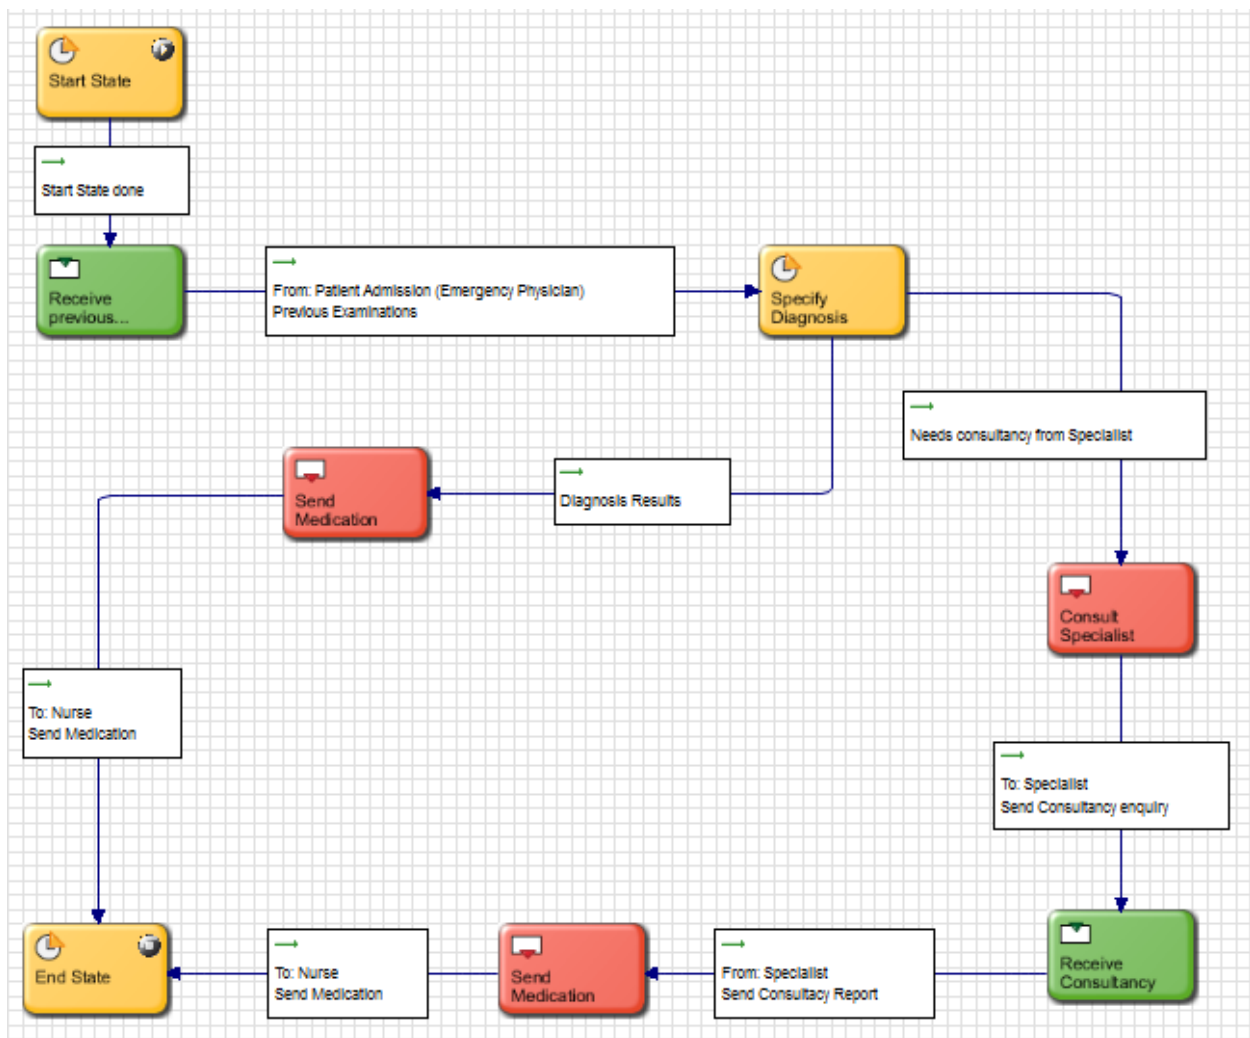 Start State
Start State done
Receive
previous...
From: Patient Admission (Emergency Physician)
Previous Examinations
Specify
Diagnosis
Needs consultancy from Specialist
Send
Medication
Diagnosis Results
Consult
Specialist
To: Nurse
Send Medication
To: Specialist
Send Consultancy enquiry
End State
To: Nurse
Send Medication
Send
Medication
From: Specialist
Send Consultacy Report
Receive
Consultancy